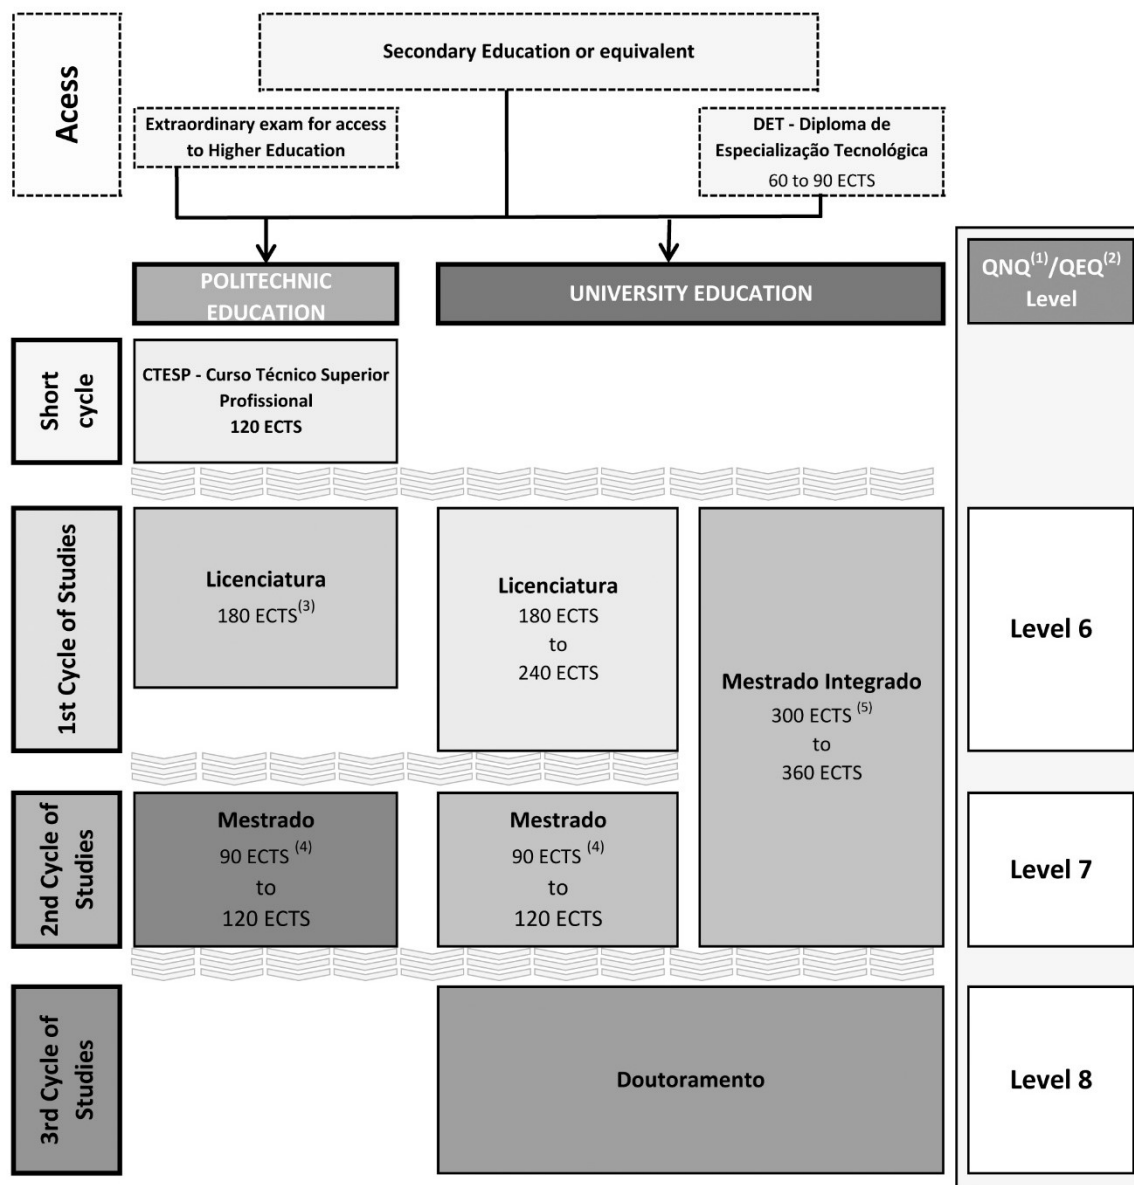 Acess
Secondary Education or equivalent
Extraordinary exam for access
to Higher Education
DET - Diploma de
Especialização Tecnológica
60 to 90 ECTS
POLITECHNIC
EDUCATION
UNIVERSITY EDUCATION
QNQ(1)/QEQ(2)
Level
Short
cycle
CTESP - Curso Técnico Superior
Profissional
120 ECTS
1st Cycle of Studies
Licenciatura
180 ECTS(3)
Licenciatura
180 ECTS
to
240 ECTS
Mestrado Integrado
300 ECTS (5)
to
360 ECTS
Level 6
2nd Cycle of
Studies
Mestrado
90 ECTS (4)
to
120 ECTS
Mestrado
90 ECTS (4)
to
120 ECTS
Level 7
3rd Cycle of
Studies
Doutoramento
Level 8